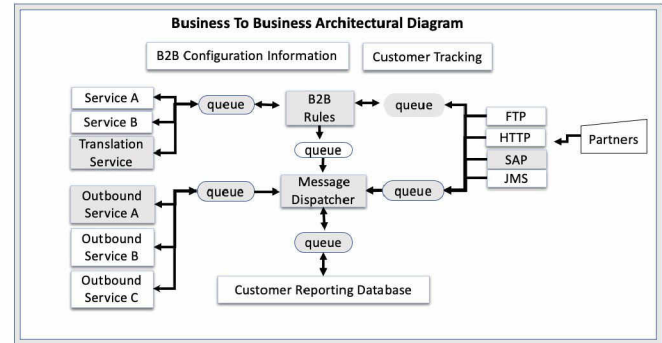 Business To Business Architectural Diagram
B2B Configuration Information
Customer Tracking
Service A
Service B
Translation
Service
queue
B2B
Rules
queue
FTP
HTTP
SAP
JMS
Partners
queue
Outbound
Service A
Outbound
Service B
Outbound
Service C
queue
Message
Dispatcher
queue
queue
Customer Reporting Database